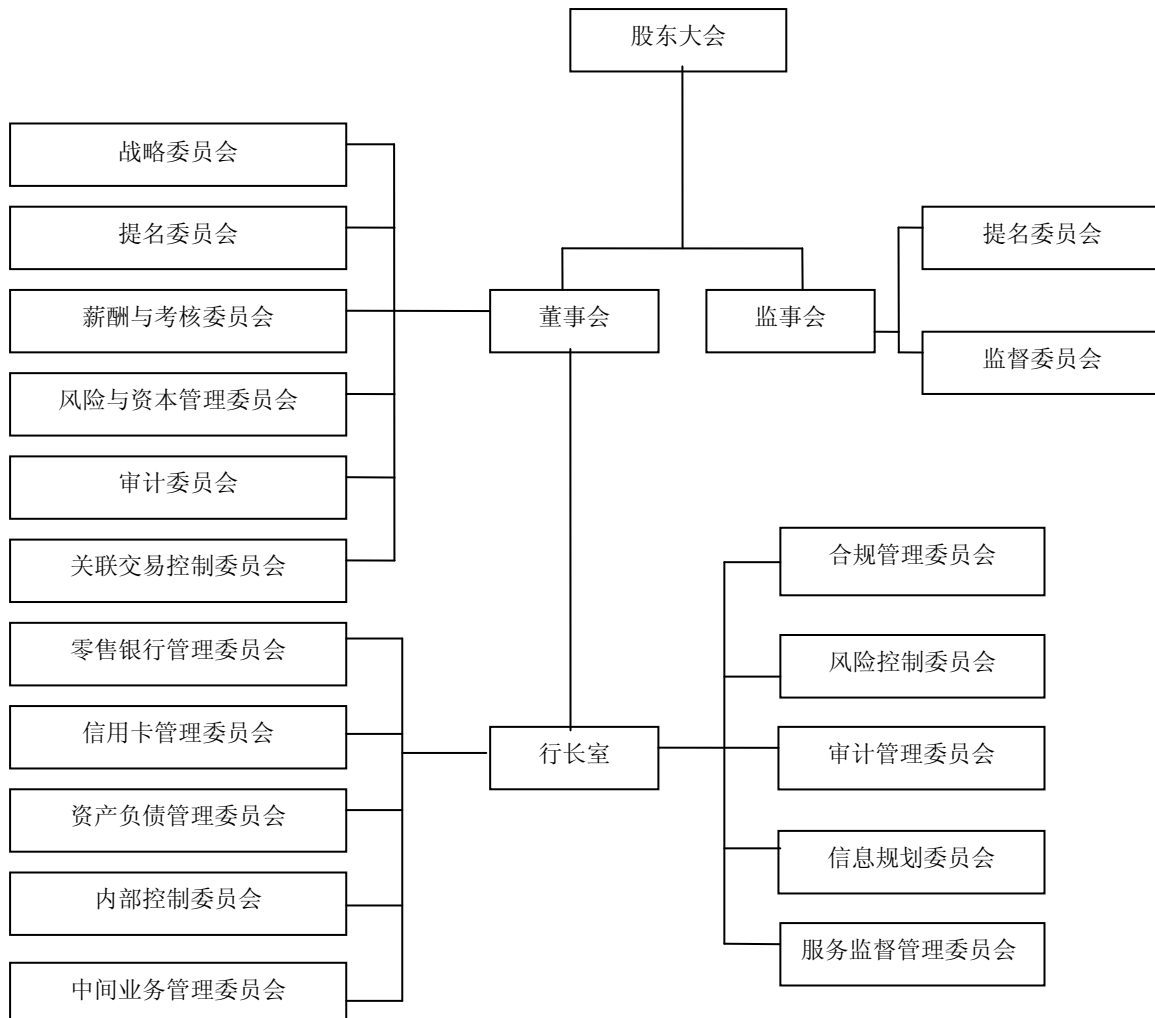 股东大会
战略委员会
提名委员会
薪酬与考核委员会
风险与资本管理委员会
审计委员会
关联交易控制委员会
董事会
监事会
提名委员会
监督委员会
零售银行管理委员会
信用卡管理委员会
资产负债管理委员会
内部控制委员会
中间业务管理委员会
行长室
合规管理委员会
风险控制委员会
审计管理委员会
信息规划委员会
服务监督管理委员会